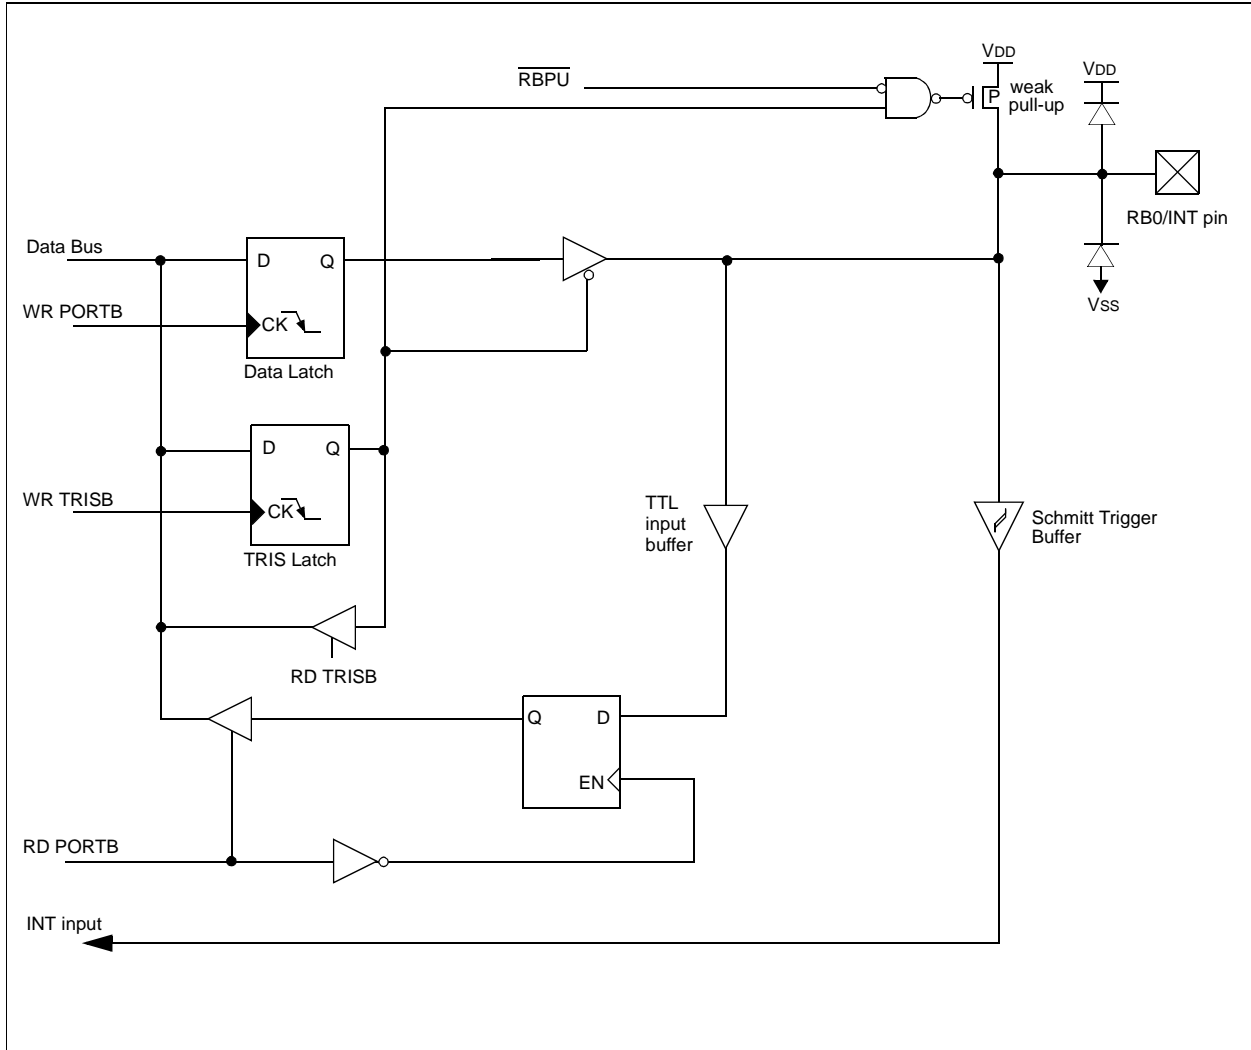 VDD
RBPU
P
weak
pull-up
VDD
RB0/INT pin
VSS
Data Bus
D
Q
WR PORTB
CK
Data Latch
D
Q
WR TRISB
CK
TRIS Latch
TTL
input
buffer
Schmitt Trigger
Buffer
RD TRISB
Q
D
EN
RD PORTB
INT input